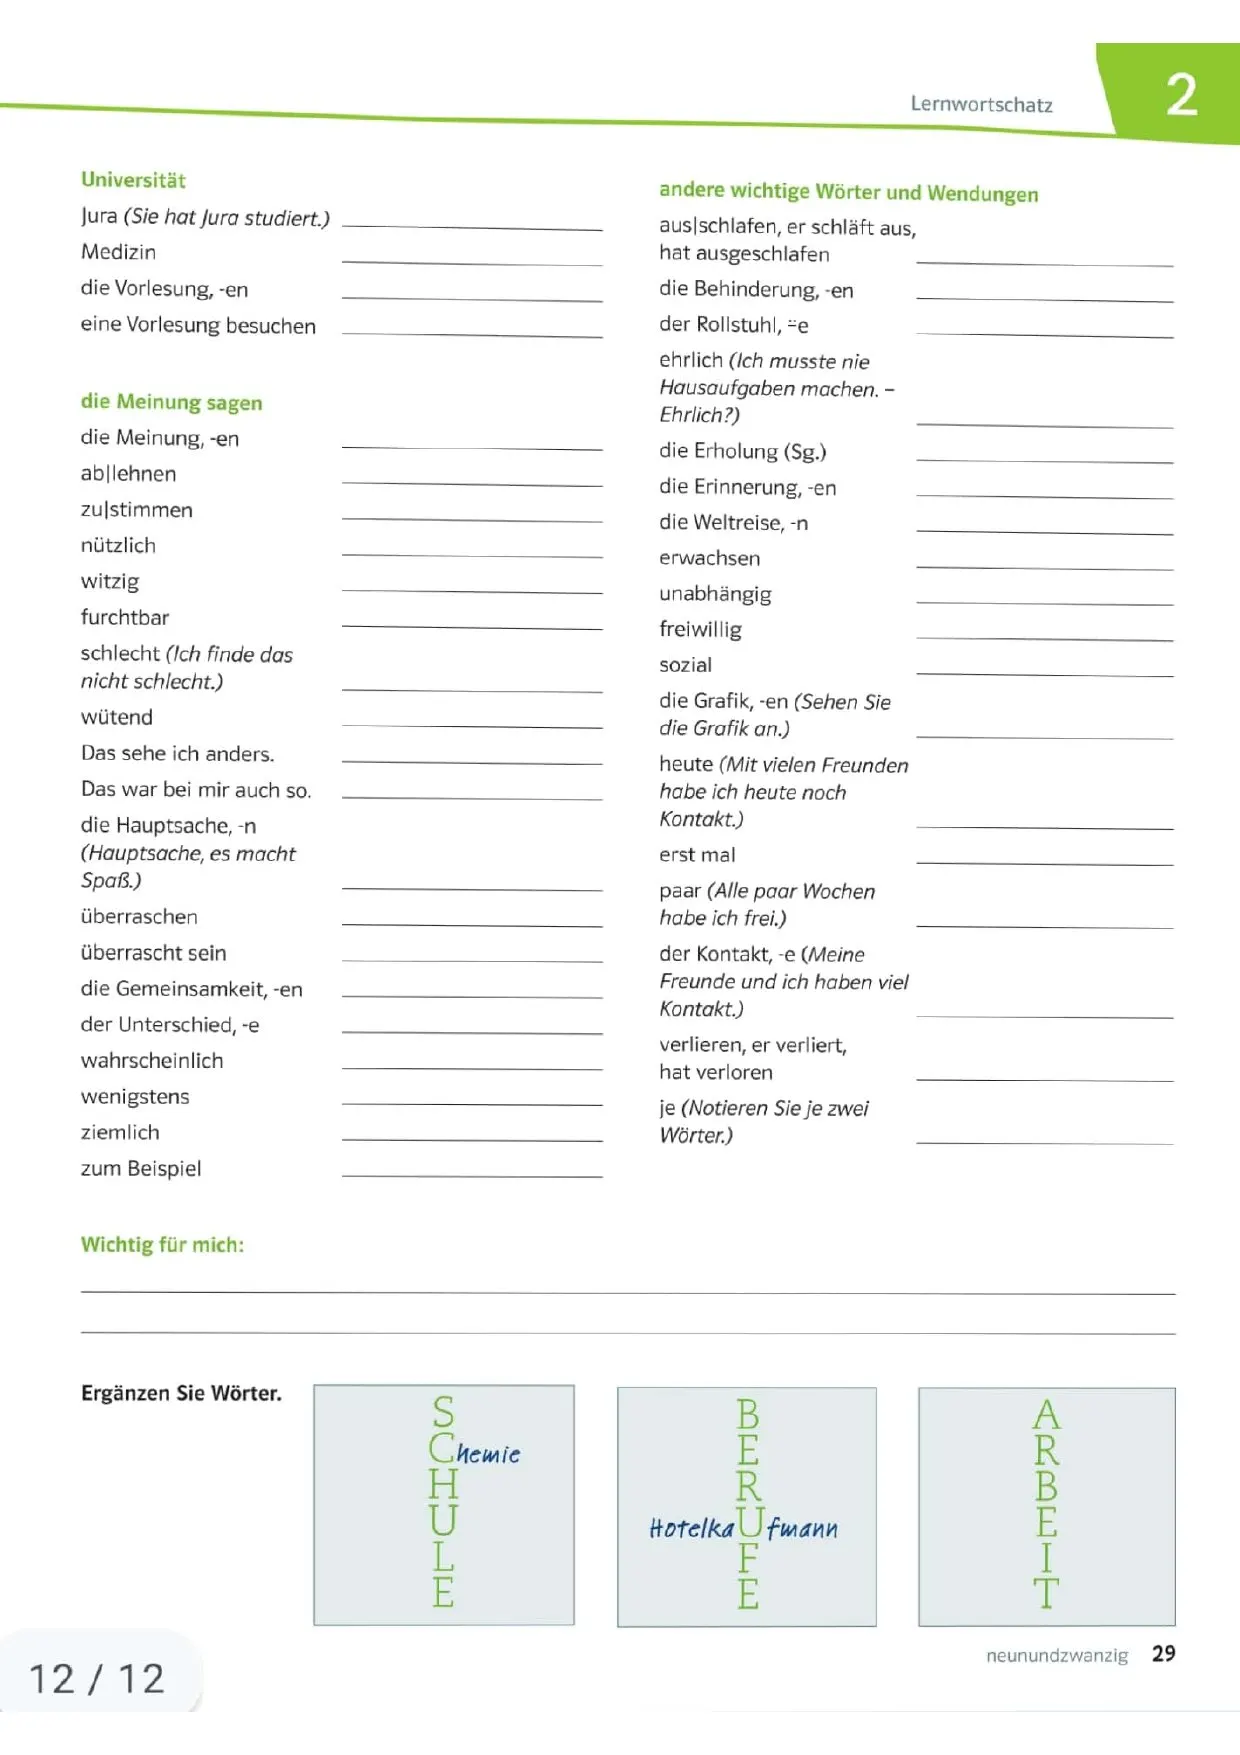 Lernwortschatz
2
Universität
Jura (Sie hat Jura studiert.)
Medizin
die Vorlesung, -en
eine Vorlesung besuchen
die Meinung sagen
die Meinung, -en
ab|lehnen
zu|stimmen
nützlich
witzig
furchtbar
schlecht (Ich finde das
nicht schlecht.)
wütend
Das sehe ich anders.
Das war bei mir auch so.
die Hauptsache, -n
(Hauptsache, es macht
Spaß.)
überraschen
überrascht sein
die Gemeinsamkeit, -en
der Unterschied, -e
wahrscheinlich
wenigstens
ziemlich
zum Beispiel
andere wichtige Wörter und Wendungen
aus|schlafen, er schläft aus,
hat ausgeschlafen
die Behinderung, -en
der Rollstuhl, ⸚e
ehrlich (Ich musste nie
Hausaufgaben machen. –
Ehrlich?)
die Erholung (Sg.)
die Erinnerung, -en
die Weltreise, -n
erwachsen
unabhängig
freiwillig
sozial
die Grafik, -en (Sehen Sie
die Grafik an.)
heute (Mit vielen Freunden
habe ich heute noch
Kontakt.)
erst mal
paar (Alle paar Wochen
habe ich frei.)
der Kontakt, -e (Meine
Freunde und ich haben viel
Kontakt.)
verlieren, er verliert,
hat verloren
je (Notieren Sie je zwei
Wörter.)
Wichtig für mich:
Ergänzen Sie Wörter.
S
Chemie
H
U
L
E
B
E
R
HotelkaUfmann
F
E
A
R
B
E
I
T
neunundzwanzig 29
12 / 12